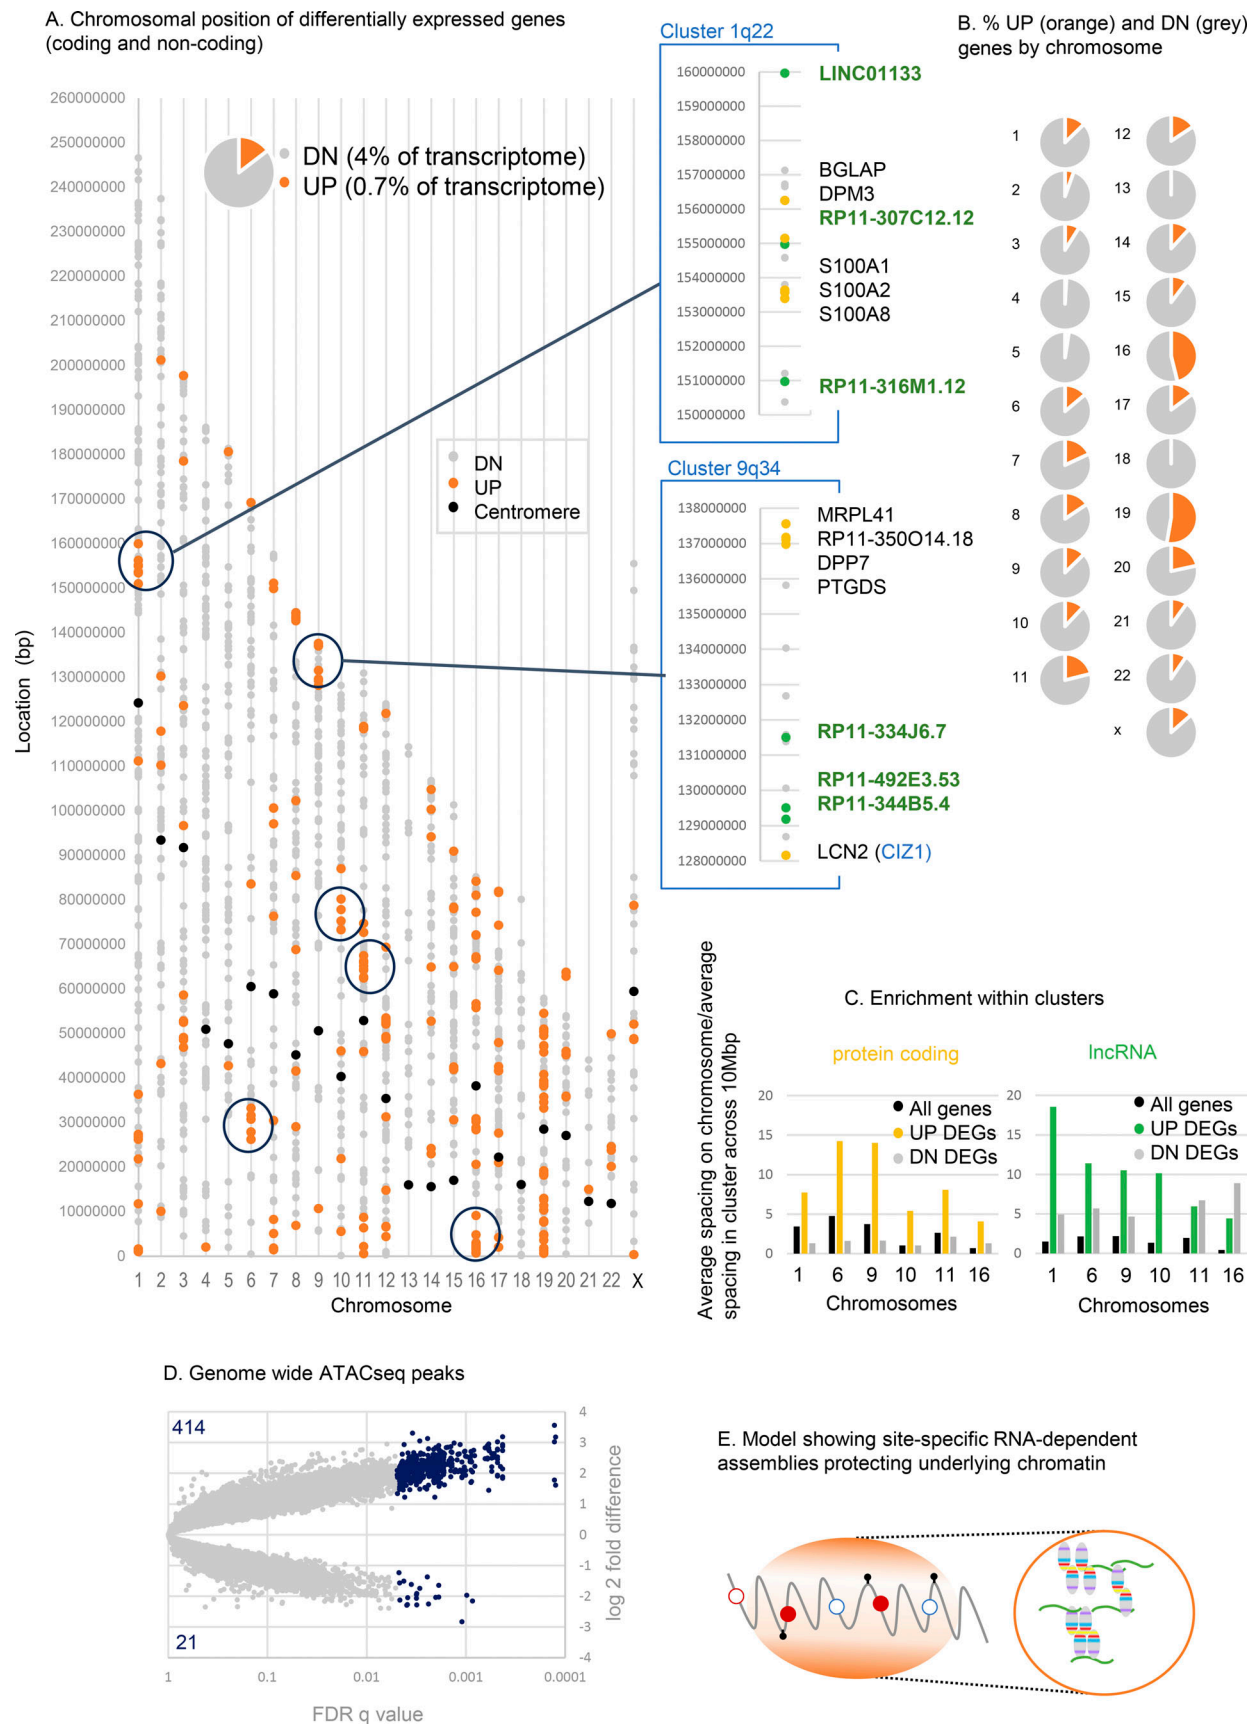 A. Chromosomal position of differentially expressed genes
(coding and non-coding)
260000000
250000000
240000000
230000000
220000000
210000000
200000000
190000000
180000000
170000000
160000000
150000000
140000000
130000000
120000000
110000000
100000000
90000000
80000000
70000000
60000000
50000000
40000000
30000000
20000000
10000000
0
Location (bp)
DN (4% of transcriptome)
UP (0.7% of transcriptome)
DN
UP
Centromere
1 2 3 4 5 6 7 8 9 10 11 12 13 14 15 16 17 18 19 20 21 22 X
Chromosome
Cluster 1q22
160000000
159000000
158000000
157000000
156000000
155000000
154000000
153000000
152000000
151000000
150000000
LINC01133
BGLAP
DPM3
RP11-307C12.12
S100A1
S100A2
S100A8
RP11-316M1.12
Cluster 9q34
138000000
137000000
136000000
135000000
134000000
133000000
132000000
131000000
130000000
129000000
128000000
MRPL41
RP11-350O14.18
DPP7
PTGDS
RP11-334J6.7
RP11-492E3.53
RP11-344B5.4
LCN2 (CIZ1)
B. % UP (orange) and DN (grey)
genes by chromosome
1
2
3
4
5
6
7
8
9
10
11
12
13
14
15
16
17
18
19
20
21
22
x
C. Enrichment within clusters
Average spacing on chromosome/average
spacing in cluster across 10Mbp
protein coding
20
15
10
5
0
All genes
UP DEGs
DN DEGs
1 6 9 10 11 16
Chromosomes
lncRNA
20
15
10
5
0
All genes
UP DEGs
DN DEGs
1 6 9 10 11 16
Chromosomes
D. Genome wide ATACseq peaks
414
21
4
3
2
1
0
-1
-2
-3
-4
log 2 fold difference
1 0.1 0.01 0.001 0.0001
FDR q value
E. Model showing site-specific RNA-dependent
assemblies protecting underlying chromatin